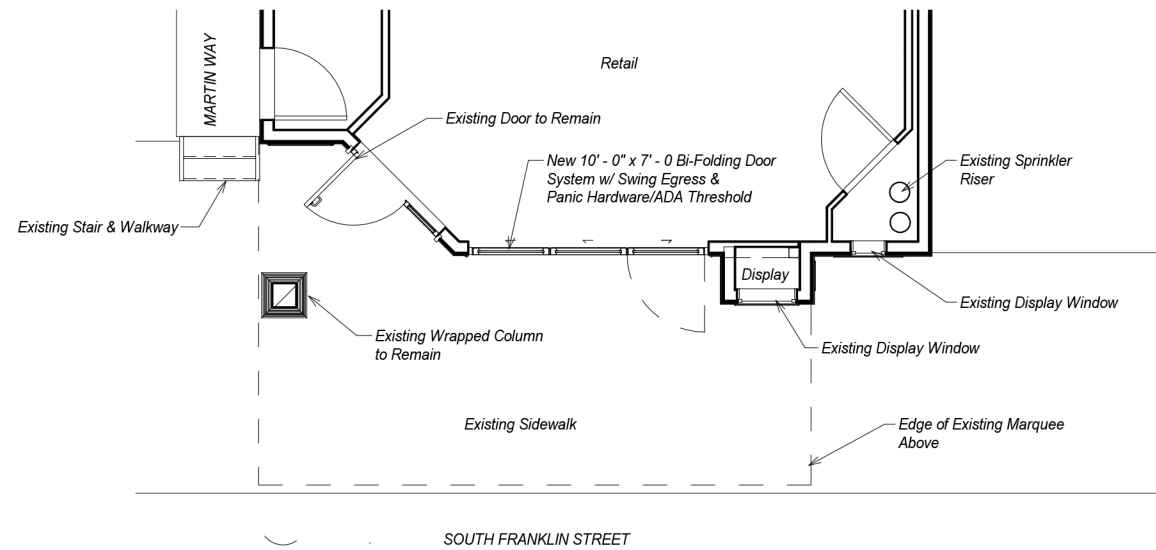 MARTIN WAY
Retail
Existing Door to Remain
New 10' - 0" x 7' - 0 Bi-Folding Door
System w/ Swing Egress &
Panic Hardware/ADA Threshold
Existing Sprinkler
Riser
Existing Stair & Walkway
Display
Existing Display Window
Existing Wrapped Column
to Remain
Existing Display Window
Existing Sidewalk
Edge of Existing Marquee
Above
SOUTH FRANKLIN STREET